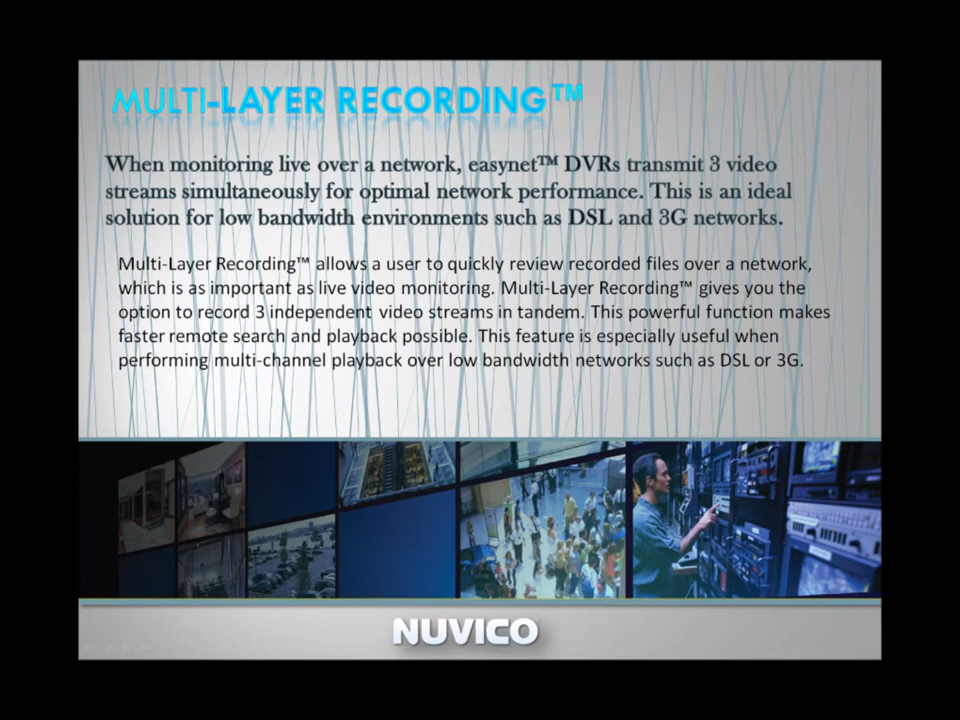 MULTI-LAYER RECORDING™
When monitoring live over a network, easynet™ DVRs transmit 3 video
streams simultaneously for optimal network performance. This is an ideal
solution for low bandwidth environments such as DSL and 3G networks.
Multi-Layer Recording™ allows a user to quickly review recorded files over a network,
which is as important as live video monitoring. Multi-Layer Recording™ gives you the
option to record 3 independent video streams in tandem. This powerful function makes
faster remote search and playback possible. This feature is especially useful when
performing multi-channel playback over low bandwidth networks such as DSL or 3G.
NUVICO